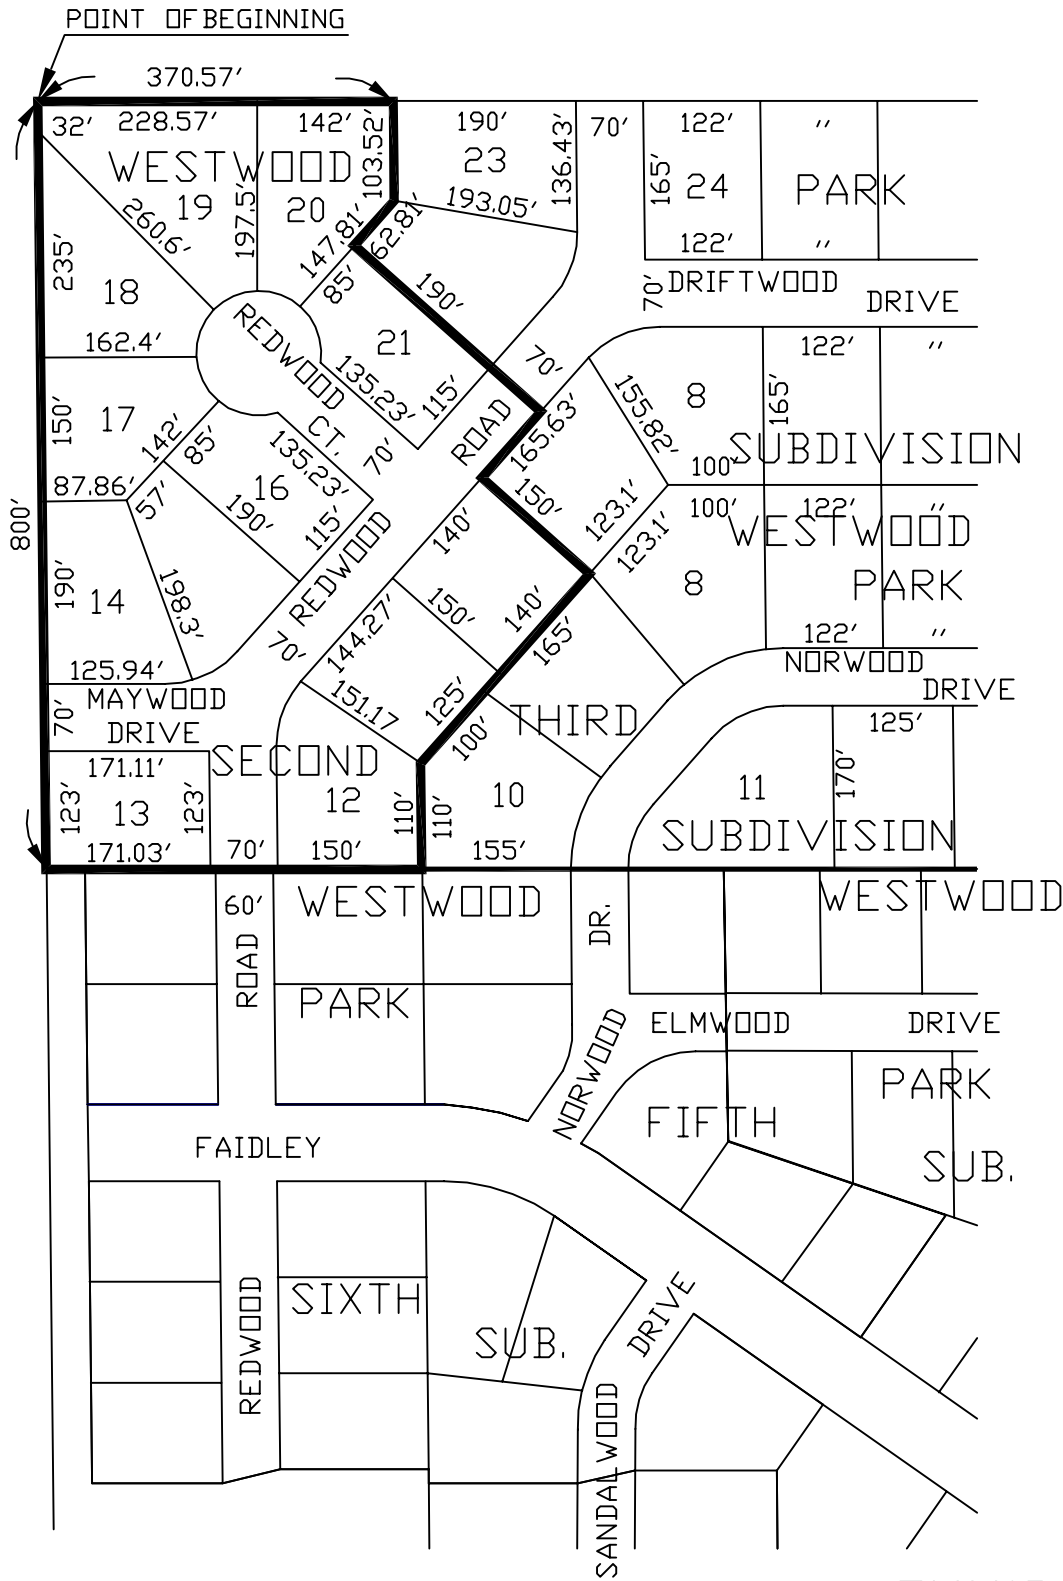 POINT OF BEGINNING
370.57'
32'
228.57'
142'
103.52'
190'
136.43'
70'
122'
"
WESTWOOD
23
165'
24
PARK
19
197.5'
20
193.05'
260.6'
147.81'
62.81'
122'
"
235'
18
85'
190'
70'
DRIFTWOOD
DRIVE
REDWOOD
CT.
21
162.4'
135.23'
115'
70'
122'
"
150'
17
142'
85'
70'
ROAD
165.63'
155.82'
8
165'
SUBDIVISION
100'
87.86'
57'
16
135.23'
190'
115'
150'
123.1'
100'
122'
"
800'
REDWOOD
140'
123.1'
WESTWOOD
PARK
190'
14
198.3'
150'
140'
8
144.27'
165'
122'
"
125.94'
70'
NORWOOD
DRIVE
70'
MAYWOOD
DRIVE
151.17
125'
100'
THIRD
125'
SECOND
171.11'
123'
13
123'
12
110'
110'
10
11
170'
SUBDIVISION
171.03'
70'
150'
155'
60'
WESTWOOD
WESTWOOD
ROAD
DR.
PARK
NORWOOD
ELMWOOD
DRIVE
PARK
FIFTH
FAIDLEY
SUB.
REDWOOD
SIXTH
DRIVE
SUB.
SANDALWOOD